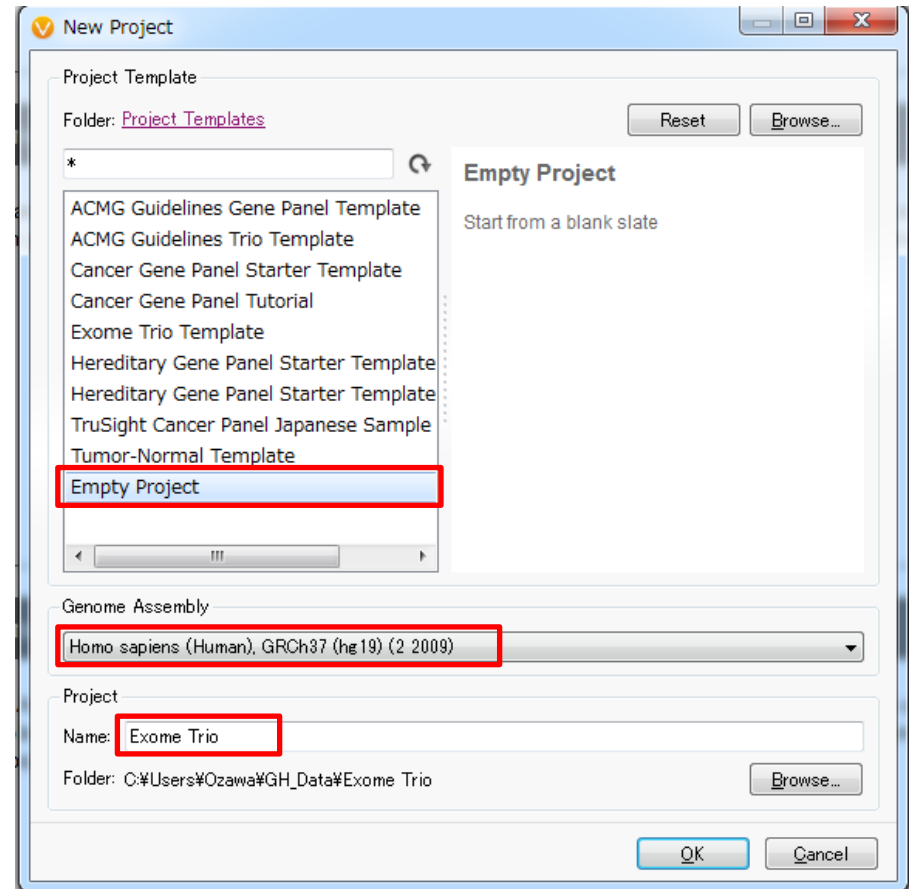 New Project
Project Template
Folder: Project Templates
Reset
Browse...
*
ACMG Guidelines Gene Panel Template
ACMG Guidelines Trio Template
Cancer Gene Panel Starter Template
Cancer Gene Panel Tutorial
Exome Trio Template
Hereditary Gene Panel Starter Template
Hereditary Gene Panel Starter Template
TruSight Cancer Panel Japanese Sample
Tumor-Normal Template
Empty Project
Empty Project
Start from a blank slate
Genome Assembly
Homo sapiens (Human), GRCh37 (hg19) (2 2009)
Project
Name: Exome Trio
Folder: C:¥Users¥Ozawa¥GH_Data¥Exome Trio
Browse...
OK
Cancel